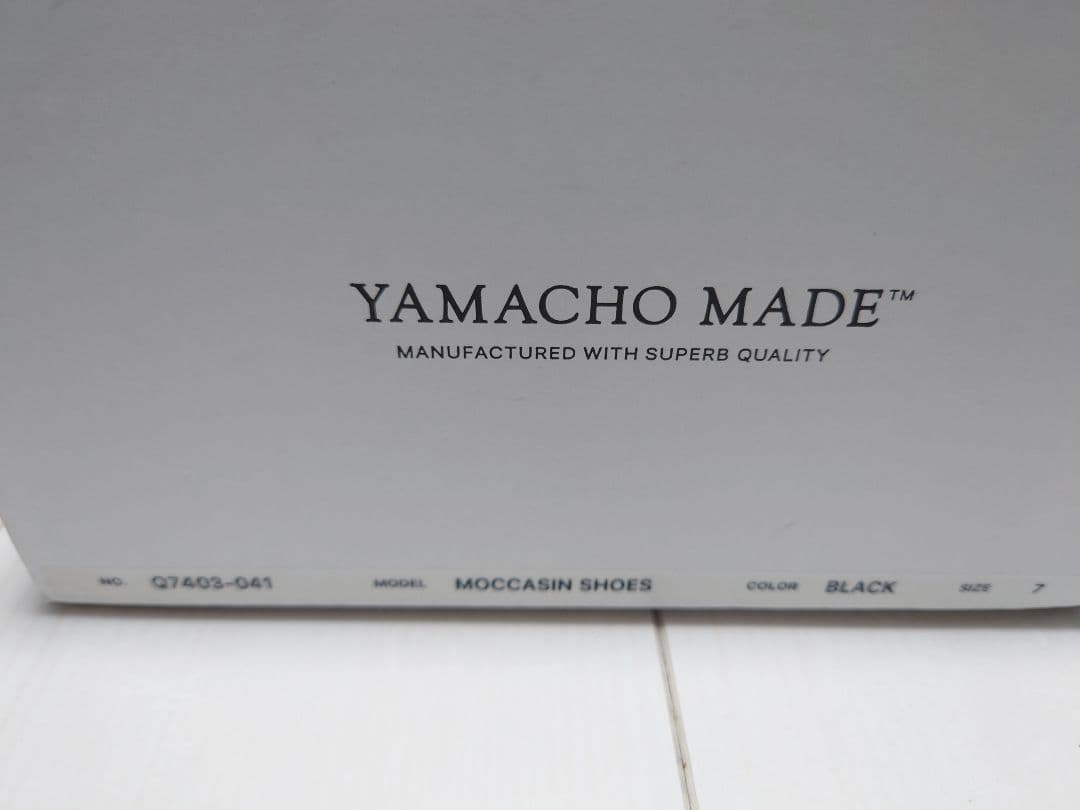 YAMACHO MADE™
MANUFACTURED WITH SUPERB QUALITY
NO. Q7403-041 MODEL MOCCASIN SHOES COLOR BLACK SIZE 7